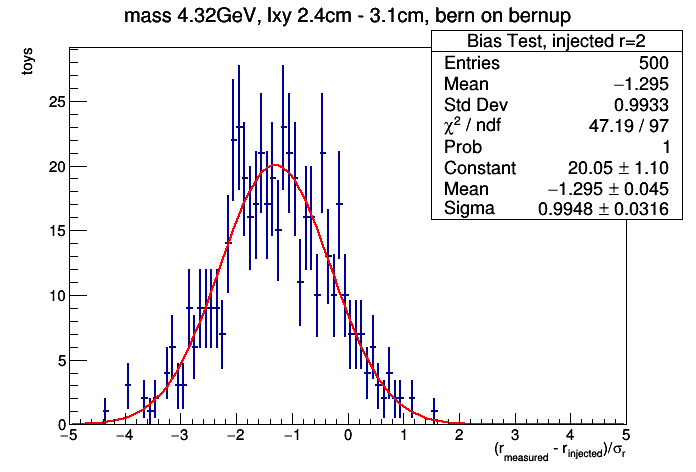 mass 4.32GeV, lxy 2.4cm - 3.1cm, bern on bernup
Bias Test, injected r=2
Entries 500
Mean −1.295
Std Dev 0.9933
χ² / ndf 47.19 / 97
Prob 1
Constant 20.05 ± 1.10
Mean −1.295 ± 0.045
Sigma 0.9948 ± 0.0316
toys
25
20
15
10
5
0
−5 −4 −3 −2 −1 0 1 2 3 4 5
(r_measured - r_injected)/σ_r